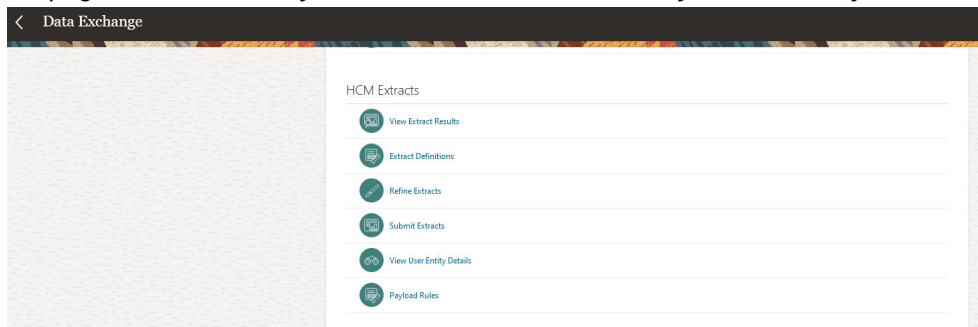 Data Exchange
HCM Extracts
View Extract Results
Extract Definitions
Refine Extracts
Submit Extracts
View User Entity Details
Payload Rules